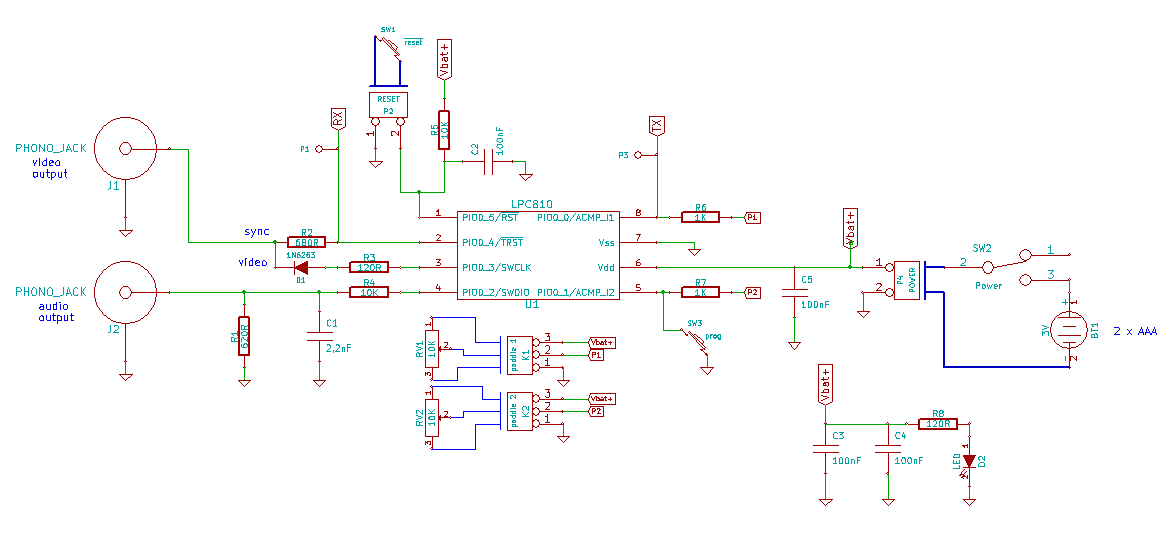 SW1
reset
Vbat+
RESET
P2
1
2
R5
10K
C2
100nF
RX
P1
TX
P3
PHONO_JACK
video
output
J1
LPC810
1
PIO0_5/RST
2
PIO0_4/TRST
3
PIO0_3/SWCLK
4
PIO0_2/SWDIO
PIO0_0/ACMP_I1
8
Vss
7
Vdd
6
PIO0_1/ACMP_I2
5
U1
R6
1K
P1
R7
1K
P2
sync
R2
680R
video
1N6263
D1
R3
120R
R4
10K
PHONO_JACK
audio
output
J2
R1
620R
C1
2,2nF
SW3
prog
Vbat+
C5
100nF
1
2
P4
POWER
SW2
Power
2
1
3
+
1
3V
BT1
-
2
2 x AAA
RV1
10K
1
2
3
paddle 1
K1
3
2
1
Vbat+
P1
RV2
10K
1
2
3
paddle 2
K2
3
2
1
Vbat+
P2
Vbat+
C3
100nF
C4
100nF
R8
120R
1
LED
D2
2